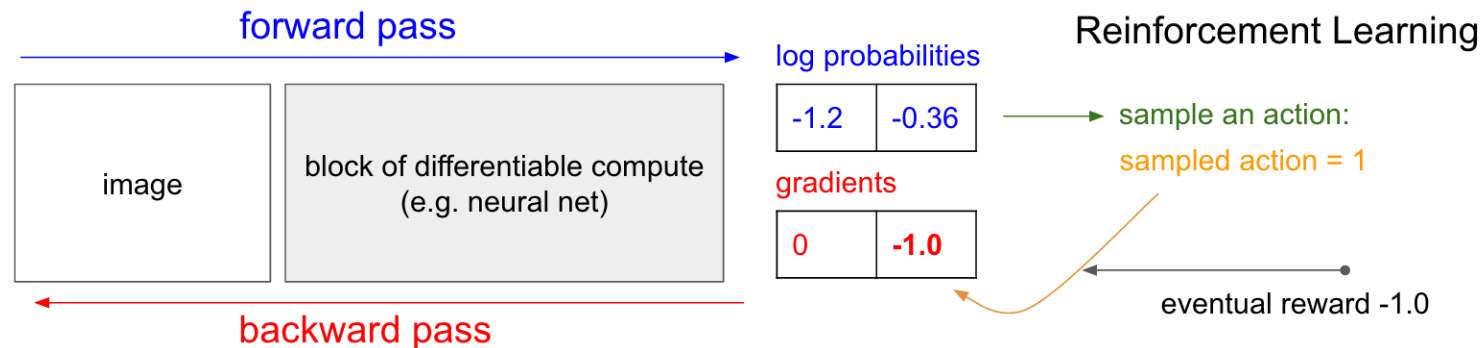 forward pass
Reinforcement Learning
log probabilities
-1.2 -0.36
sample an action:
sampled action = 1
image
block of differentiable compute
(e.g. neural net)
gradients
0 -1.0
eventual reward -1.0
backward pass